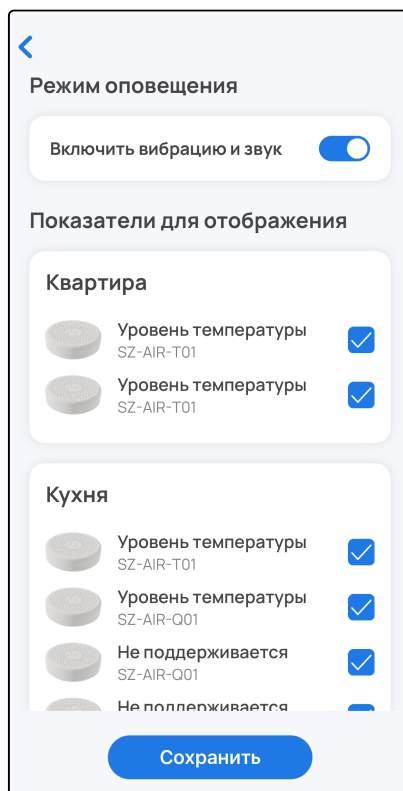 Режим оповещения
Включить вибрацию и звук
Показатели для отображения
Квартира
Уровень температуры
SZ-AIR-T01
Уровень температуры
SZ-AIR-T01
Кухня
Уровень температуры
SZ-AIR-T01
Уровень температуры
SZ-AIR-Q01
Не поддерживается
SZ-AIR-Q01
Не поддерживается
Сохранить